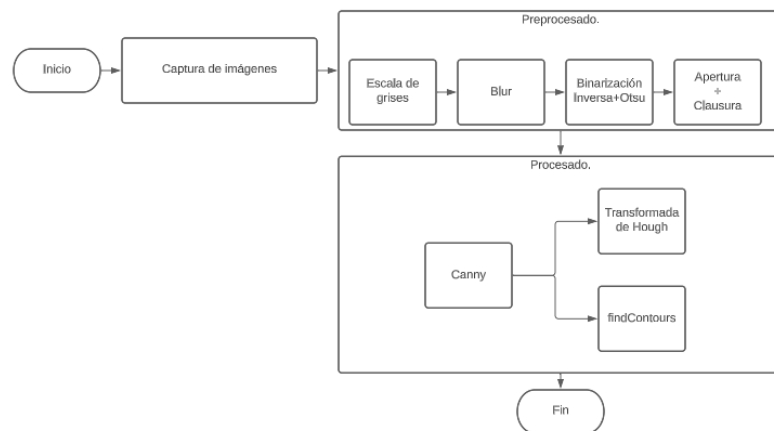 Preprocesado.
Inicio
Captura de imágenes
Escala de
grises
Blur
Binarización
Inversa+Otsu
Apertura
÷
Clausura
Procesado.
Transformada
de Hough
Canny
findContours
Fin